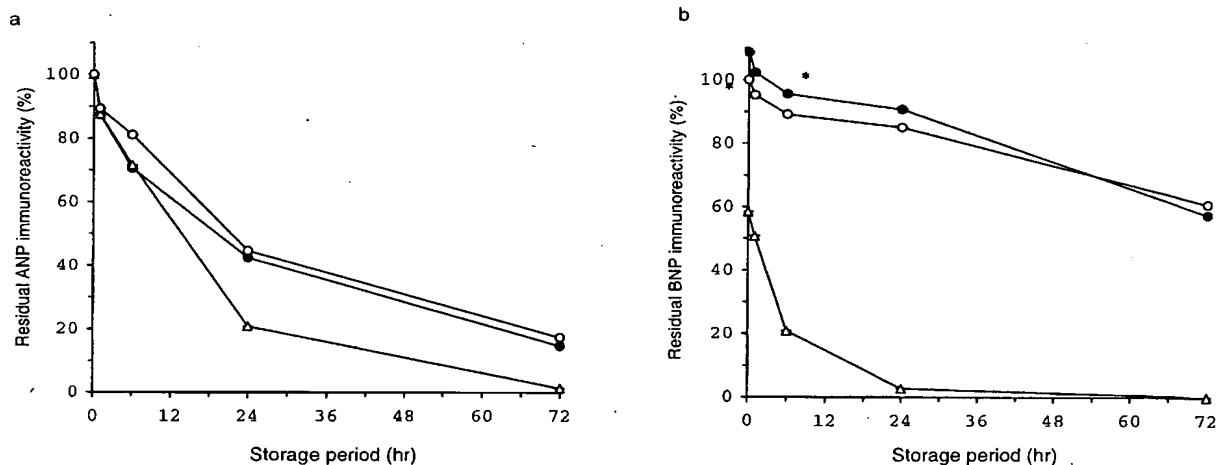 a
Residual ANP immunoreactivity (%)
100
80
60
40
20
0
0 12 24 36 48 60 72
Storage period (hr)
b
Residual BNP immunoreactivity (%)
100
80
60
40
20
0
0 12 24 36 48 60 72
Storage period (hr)
*
*